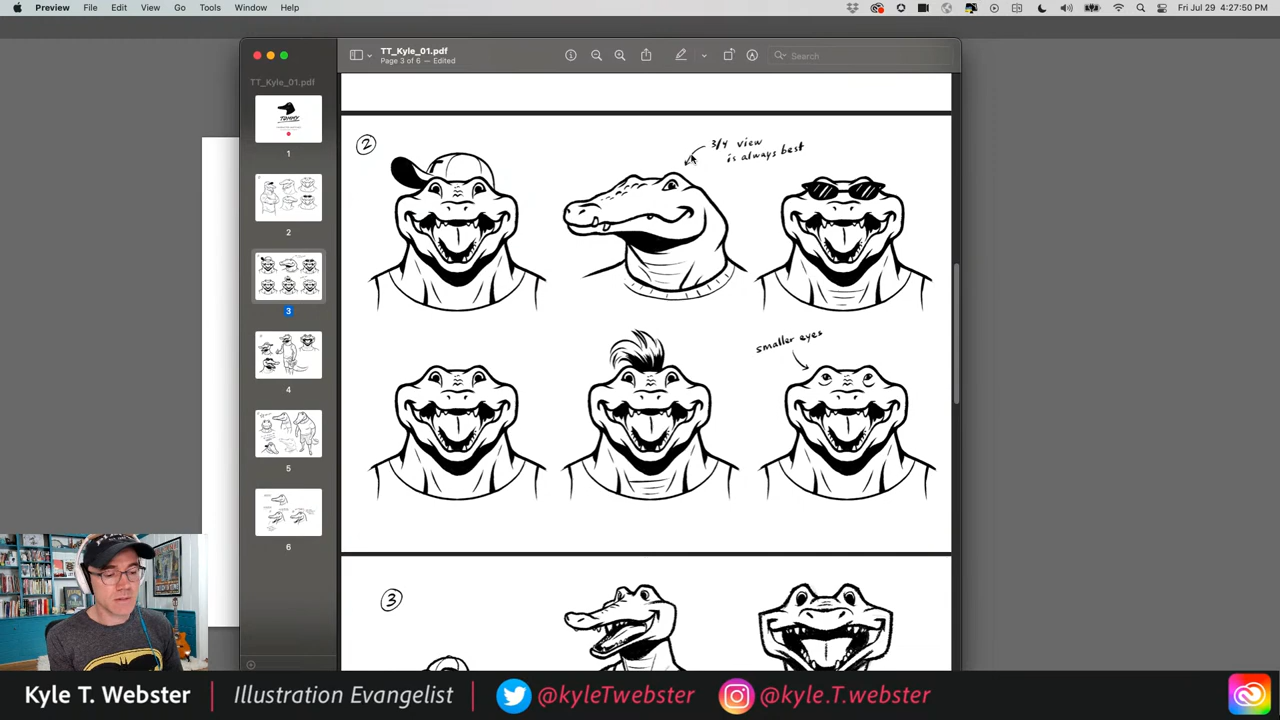 Preview File Edit View Go Tools Window Help
Fri Jul 29 4:27:50 PM
TT_Kyle_01.pdf
Page 3 of 6 — Edited
Search
TT_Kyle_01.pdf
TOMMY
1
2
3
4
5
6
2
3/4 view
is always best
smaller eyes
3
Kyle T. Webster | Illustration Evangelist @kyleTwebster @kyle.T.webster